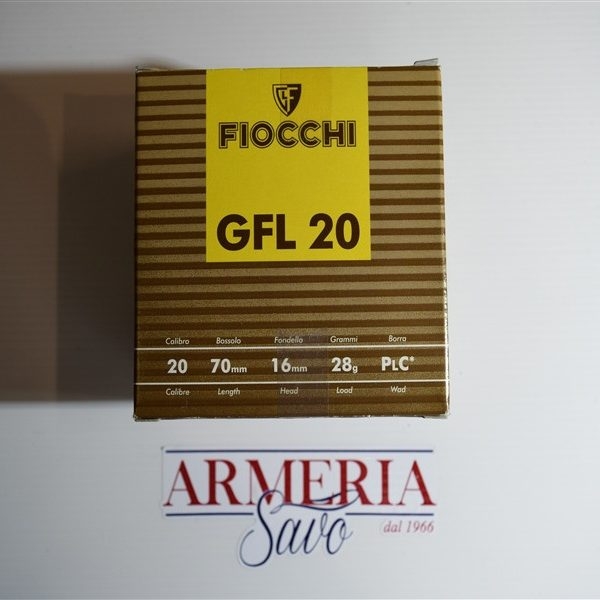 GF
FIOCCHI
GFL 20
Calibro Bossolo Fondello Grammi Borra
20 70mm 16mm 28g PLC®
Calibre Length Head Load Wad
ARMERIA
Savo
dal 1966